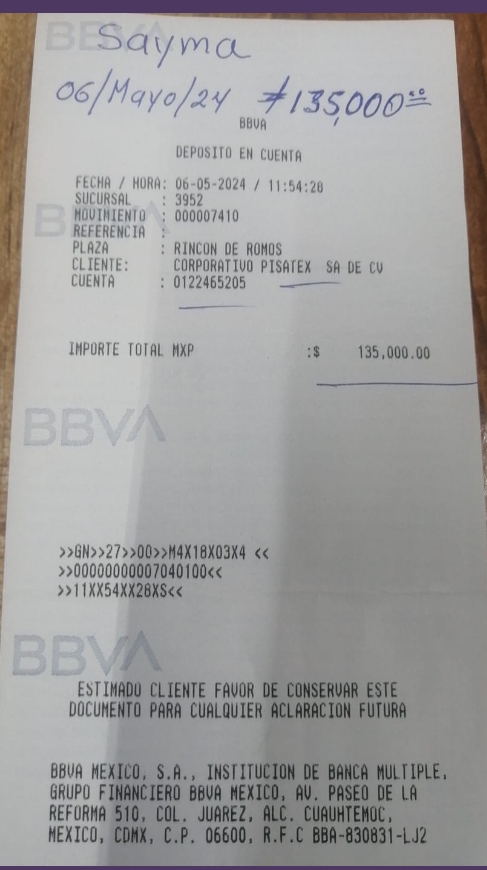 BBVA
Sayma
06/Mayo/24 #135,000.00
BBVA
DEPOSITO EN CUENTA
FECHA / HORA: 06-05-2024 / 11:54:28
SUCURSAL : 3952
MOVIMIENTO : 000007410
BBVA
REFERENCIA :
PLAZA : RINCON DE ROMOS
CLIENTE: CORPORATIVO PISATEX SA DE CV
CUENTA : 0122465205
IMPORTE TOTAL MXP :$ 135,000.00
BBVA
>>GN>>27>>00>>M4X18X03X4 <<
>>00000000007040100<<
>>11XX54XX28XS<<
BBVA
ESTIMADO CLIENTE FAVOR DE CONSERVAR ESTE
DOCUMENTO PARA CUALQUIER ACLARACION FUTURA
BBVA MEXICO, S.A., INSTITUCION DE BANCA MULTIPLE,
GRUPO FINANCIERO BBVA MEXICO, AV. PASEO DE LA
REFORMA 510, COL. JUAREZ, ALC. CUAUHTEMOC,
MEXICO, CDMX, C.P. 06600, R.F.C BBA-830831-LJ2